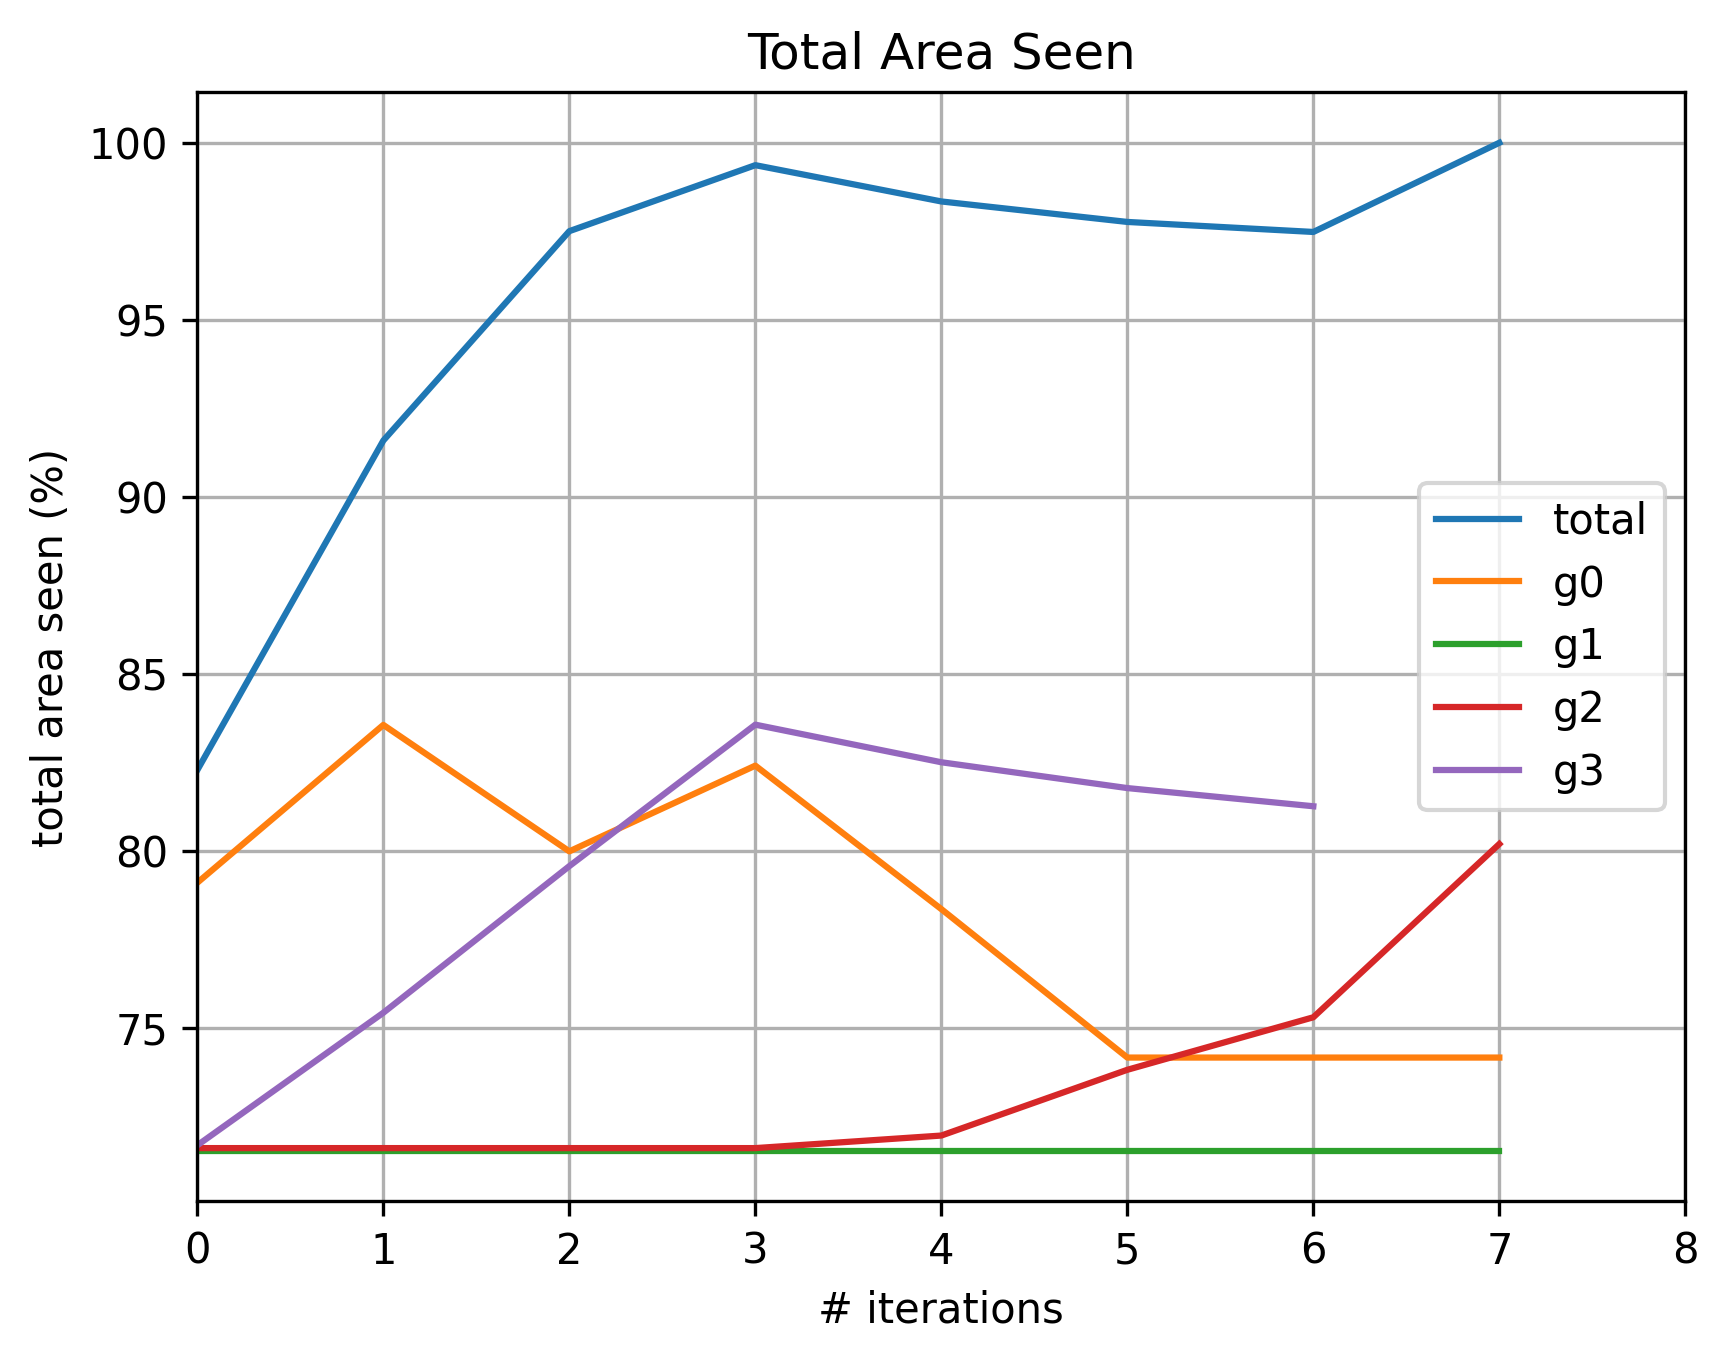 Total Area Seen
total area seen (%)
100
95
90
85
80
75
total
g0
g1
g2
g3
0 1 2 3 4 5 6 7 8
# iterations